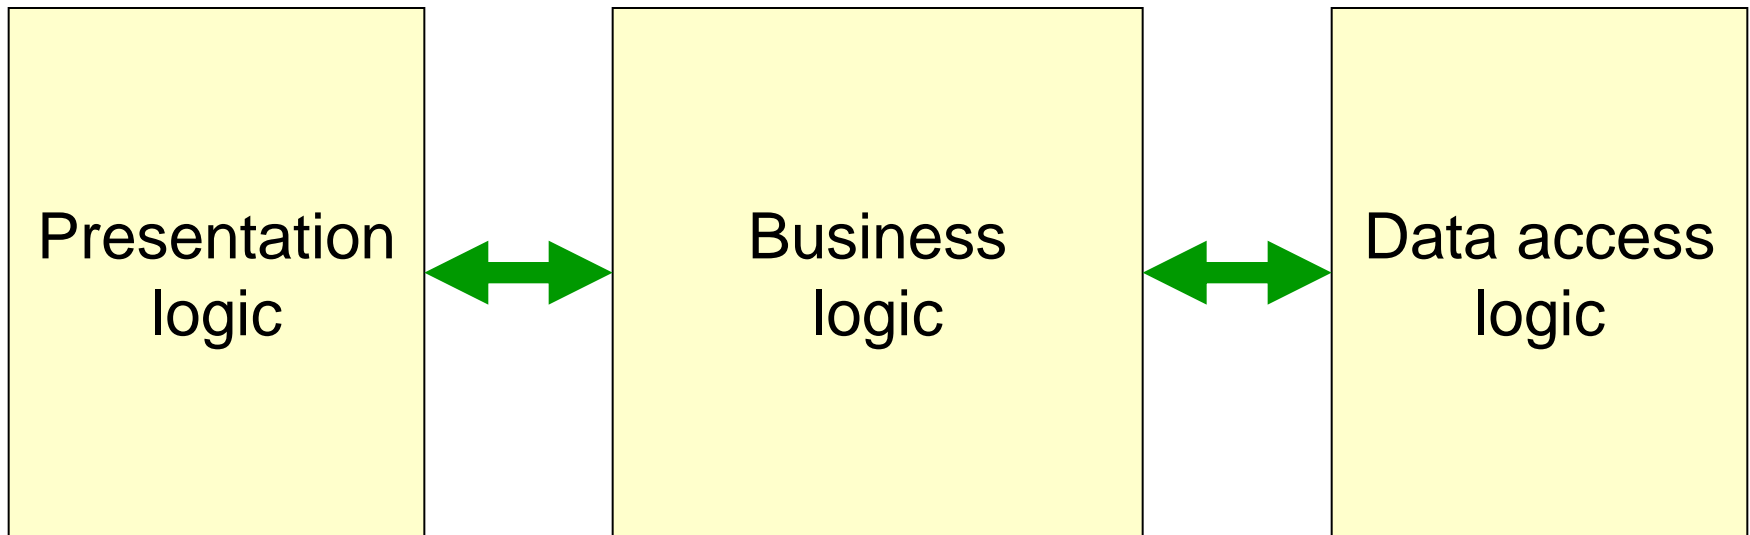 Presentation
logic
Business
logic
Data access
logic